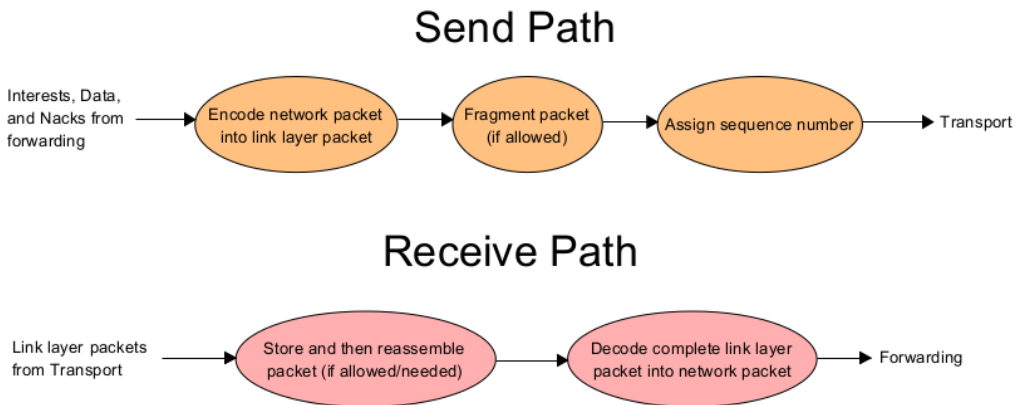 Send Path
Interests, Data,
and Nacks from
forwarding
Encode network packet
into link layer packet
Fragment packet
(if allowed)
Assign sequence number
Transport
Receive Path
Link layer packets
from Transport
Store and then reassemble
packet (if allowed/needed)
Decode complete link layer
packet into network packet
Forwarding